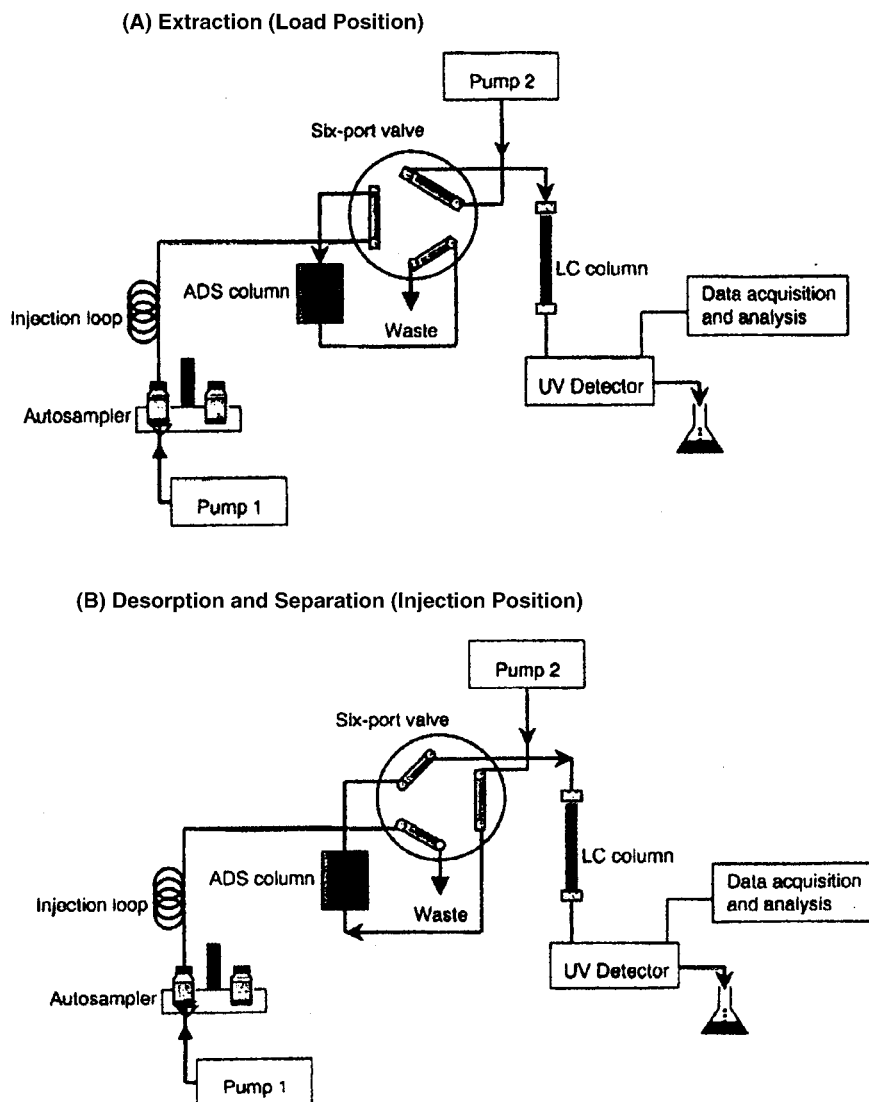 (A) Extraction (Load Position)
Pump 2
Six-port valve
ADS column
LC column
Injection loop
Waste
Data acquisition
and analysis
UV Detector
Autosampler
Pump 1
(B) Desorption and Separation (Injection Position)
Pump 2
Six-port valve
ADS column
LC column
Injection loop
Waste
Data acquisition
and analysis
UV Detector
Autosampler
Pump 1